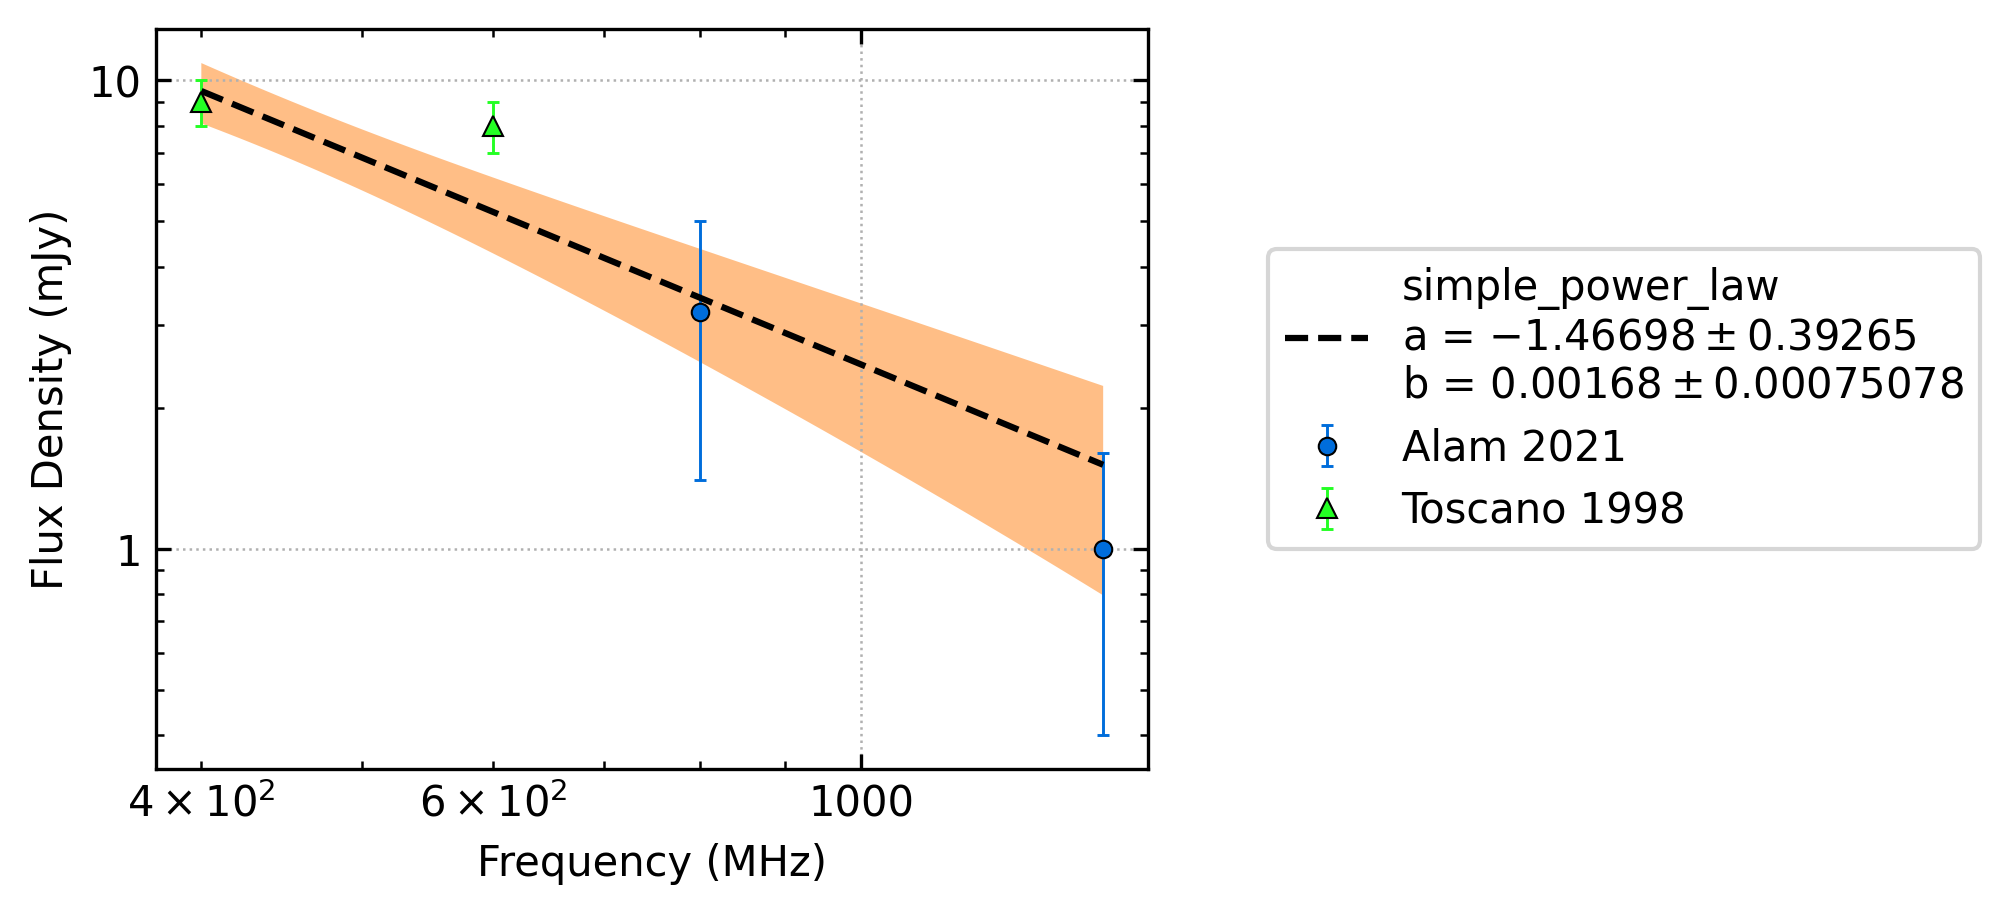 10
1
Flux Density (mJy)
4 × 10²
6 × 10²
1000
Frequency (MHz)
simple_power_law
a = −1.46698 ± 0.39265
b = 0.00168 ± 0.00075078
Alam 2021
Toscano 1998